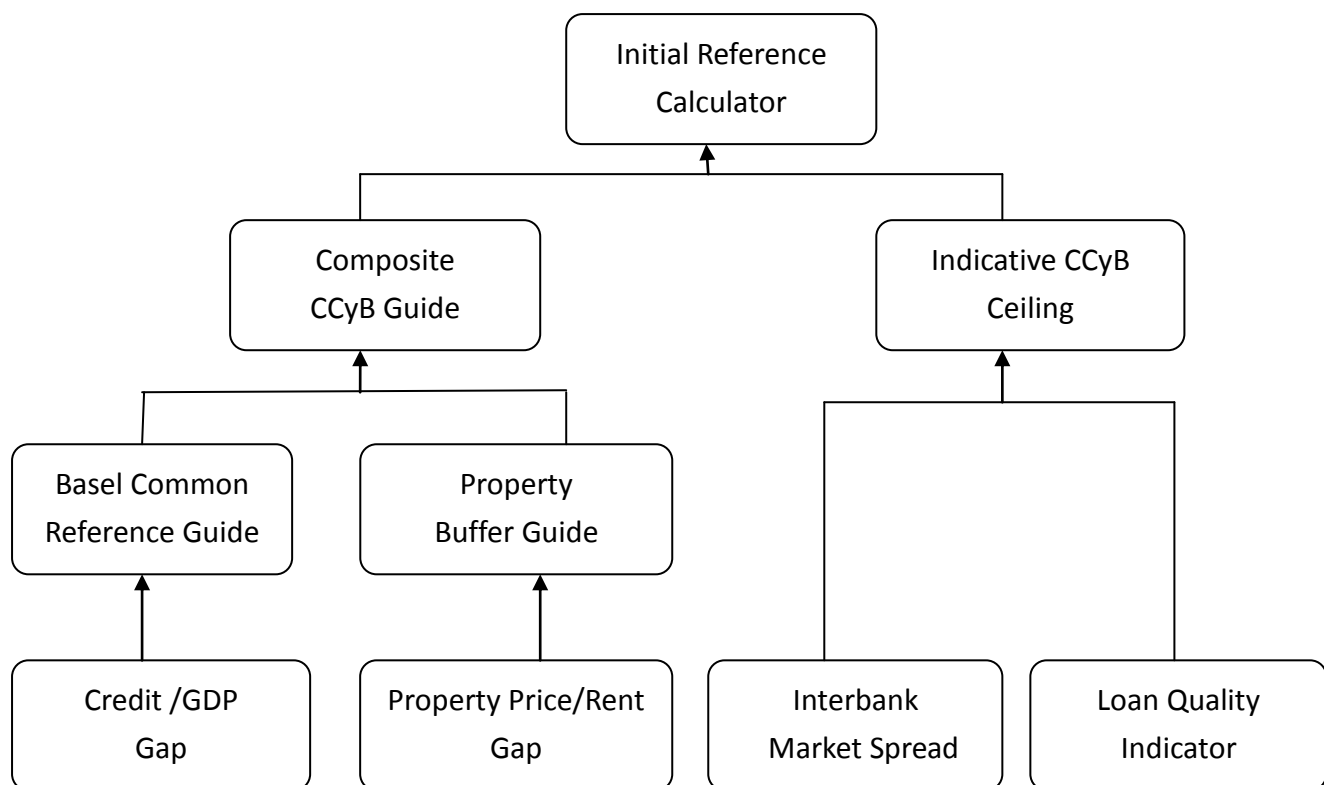 Initial Reference
Calculator
Composite
CCyB Guide
Indicative CCyB
Ceiling
Basel Common
Reference Guide
Property
Buffer Guide
Credit /GDP
Gap
Property Price/Rent
Gap
Interbank
Market Spread
Loan Quality
Indicator